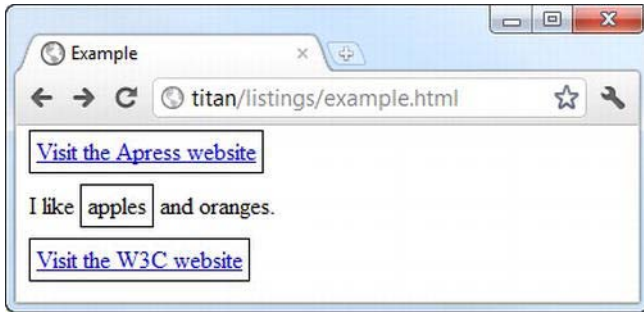 Example
titan/listings/example.html
Visit the Apress website
I like apples and oranges.
Visit the W3C website